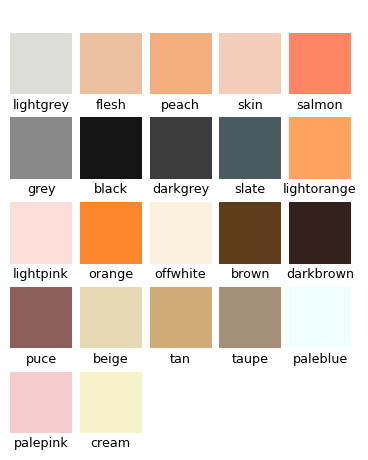 lightgrey flesh peach skin salmon
grey black darkgrey slate lightorange
lightpink orange offwhite brown darkbrown
puce beige tan taupe paleblue
palepink cream